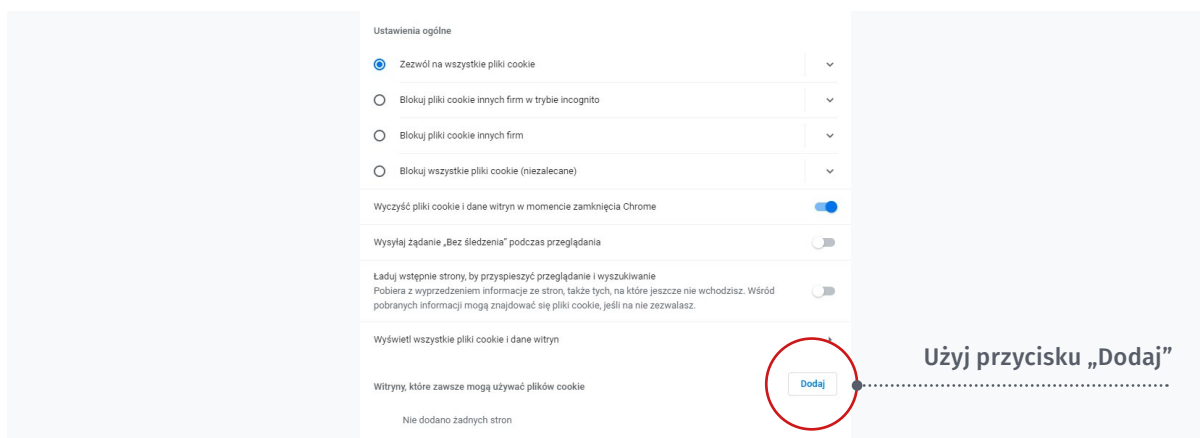 Ustawienia ogólne
Zezwól na wszystkie pliki cookie
Blokuj pliki cookie innych firm w trybie incognito
Blokuj pliki cookie innych firm
Blokuj wszystkie pliki cookie (niezalecane)
Wyczyść pliki cookie i dane witryn w momencie zamknięcia Chrome
Wysyłaj żądanie „Bez śledzenia” podczas przeglądania
Ładuj wstępnie strony, by przyspieszyć przeglądanie i wyszukiwanie
Pobiera z wyprzedzeniem informacje ze stron, także tych, na które jeszcze nie wchodzisz. Wśród
pobranych informacji mogą znajdować się pliki cookie, jeśli na nie zezwalasz.
Wyświetl wszystkie pliki cookie i dane witryn
Użyj przycisku „Dodaj”
Witryny, które zawsze mogą używać plików cookie
Dodaj
Nie dodano żadnych stron